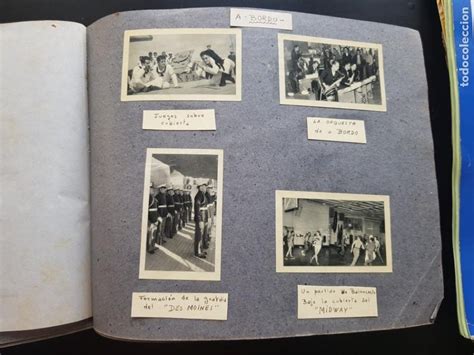 A - BORDO -
Juegos sobre
cubierta
LA ORQUESTA
de a BORDO
Formación de la guardia
del "DES MOINES"
Un partido de Baloncesto
Bajo la cubierta del
"MIDWAY"
todocoleccion